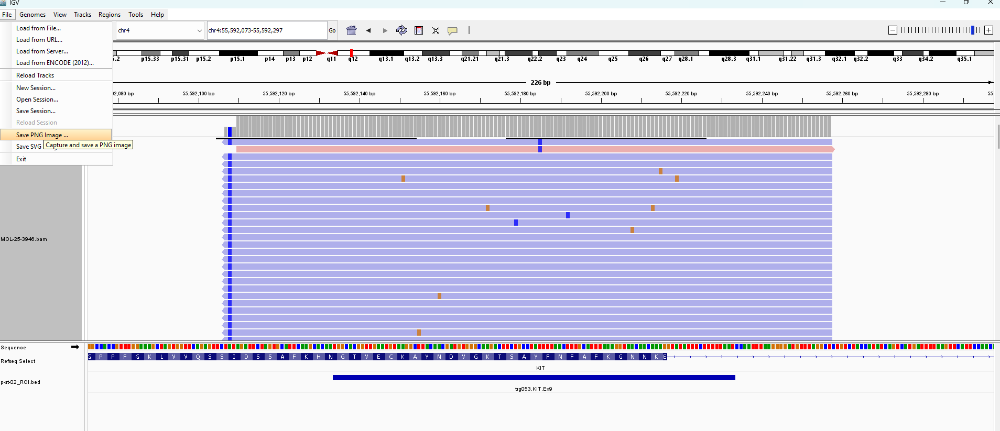 IGV
File Genomes View Tracks Regions Tools Help
Load from File...
Load from URL...
Load from Server...
Load from ENCODE (2012)...
Reload Tracks
New Session...
Open Session...
Save Session...
Reload Session
Save PNG Image ...
Save SVG
Capture and save a PNG image
Exit
chr4 chr4:55,592,073-55,592,297 Go
p15.33 p15.31 p15.2 p15.1 p14 p13 p12 q11 q12 q13.1 q13.2 q13.3 q21.21 q21.3 q22.2 q23 q24 q25 q26 q27 q28.1 q28.3 q31.1 q31.22 q31.3 q32.1 q32.2 q33 q34.2 q35.1
226 bp
55,592,100 bp 55,592,120 bp 55,592,140 bp 55,592,160 bp 55,592,180 bp 55,592,200 bp 55,592,220 bp 55,592,240 bp 55,592,260 bp 55,592,280 bp 55
MOL-25-3946.bam
Sequence
Refseq Select
G P P F G K L V V Q S S I D S S A F K H N G T V E C K A Y N D V G K T S A Y F N F A F K G N N K E
KIT
p-st-02_ROI.bed
trg053.KIT.Ex9